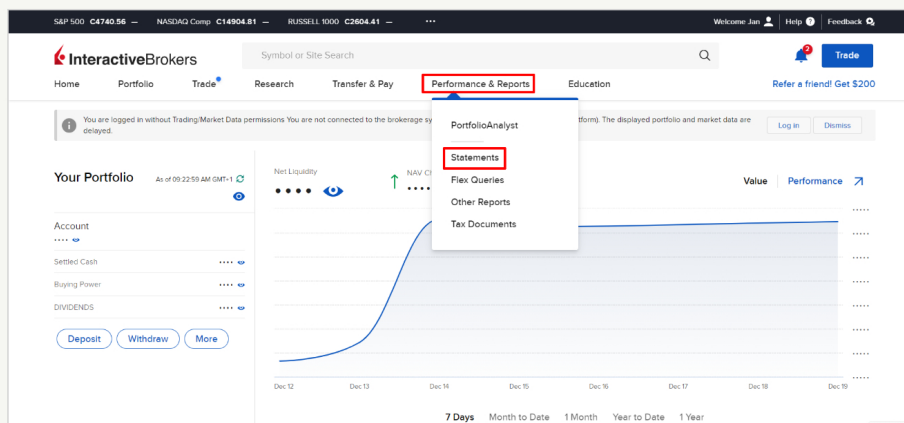 S&P 500 C4740.56 — NASDAQ Comp C14904.81 — RUSSELL 1000 C2604.41 — ••• Welcome Jan Help ? Feedback
InteractiveBrokers Symbol or Site Search 2 Trade
Home Portfolio Trade Research Transfer & Pay Performance & Reports Education Refer a friend! Get $200
You are logged in without Trading/Market Data permissions You are not connected to the brokerage sy tform). The displayed portfolio and market data are
delayed.
Log in Dismiss
PortfolioAnalyst
Statements
Flex Queries
Other Reports
Tax Documents
Your Portfolio As of 09:22:59 AM GMT+1
Net Liquidity
••••
NAV Ch
••••
Value Performance
Account
••••
Settled Cash ••••
Buying Power ••••
DIVIDENDS ••••
Deposit Withdraw More
Dec 12 Dec 13 Dec 14 Dec 15 Dec 16 Dec 17 Dec 18 Dec 19
7 Days Month to Date 1 Month Year to Date 1 Year